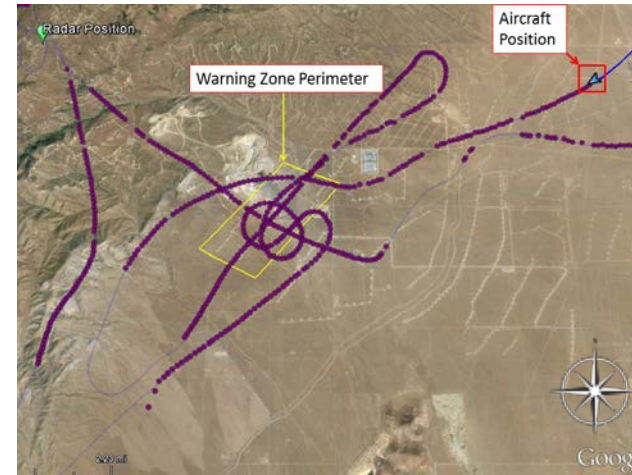 Radar Position
Aircraft
Position
Warning Zone Perimeter
Goog